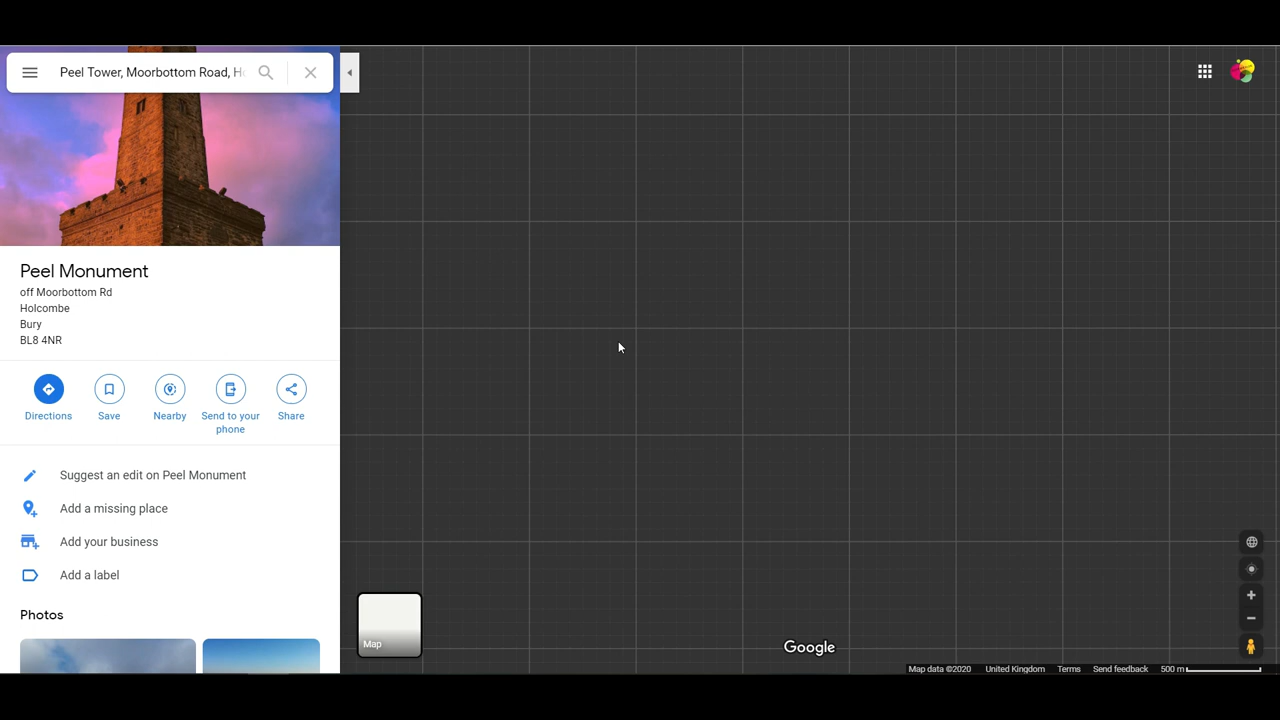 Peel Tower, Moorbottom Road, Ho
Peel Monument
off Moorbottom Rd
Holcombe
Bury
BL8 4NR
Directions
Save
Nearby
Send to your
phone
Share
Suggest an edit on Peel Monument
Add a missing place
Add your business
Add a label
Photos
Map
Google
Map data ©2020 United Kingdom Terms Send feedback 500 m